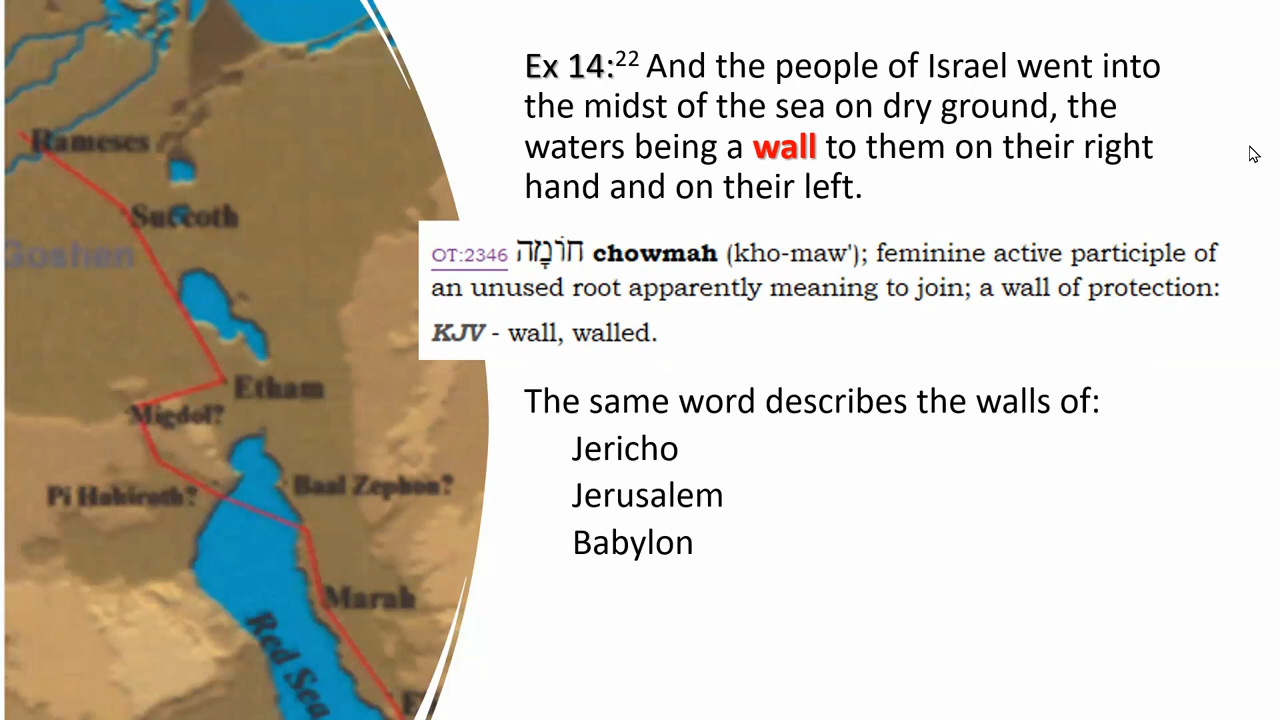 Rameses
Succoth
Goshen
Etham
Migdol?
Pi Hahiroth?
Baal Zephon?
Marah
Red Sea
Ex 14:22 And the people of Israel went into
the midst of the sea on dry ground, the
waters being a wall to them on their right
hand and on their left.
OT:2346 חוֹמָה chowmah (kho-maw'); feminine active participle of
an unused root apparently meaning to join; a wall of protection:
KJV - wall, walled.
The same word describes the walls of:
Jericho
Jerusalem
Babylon